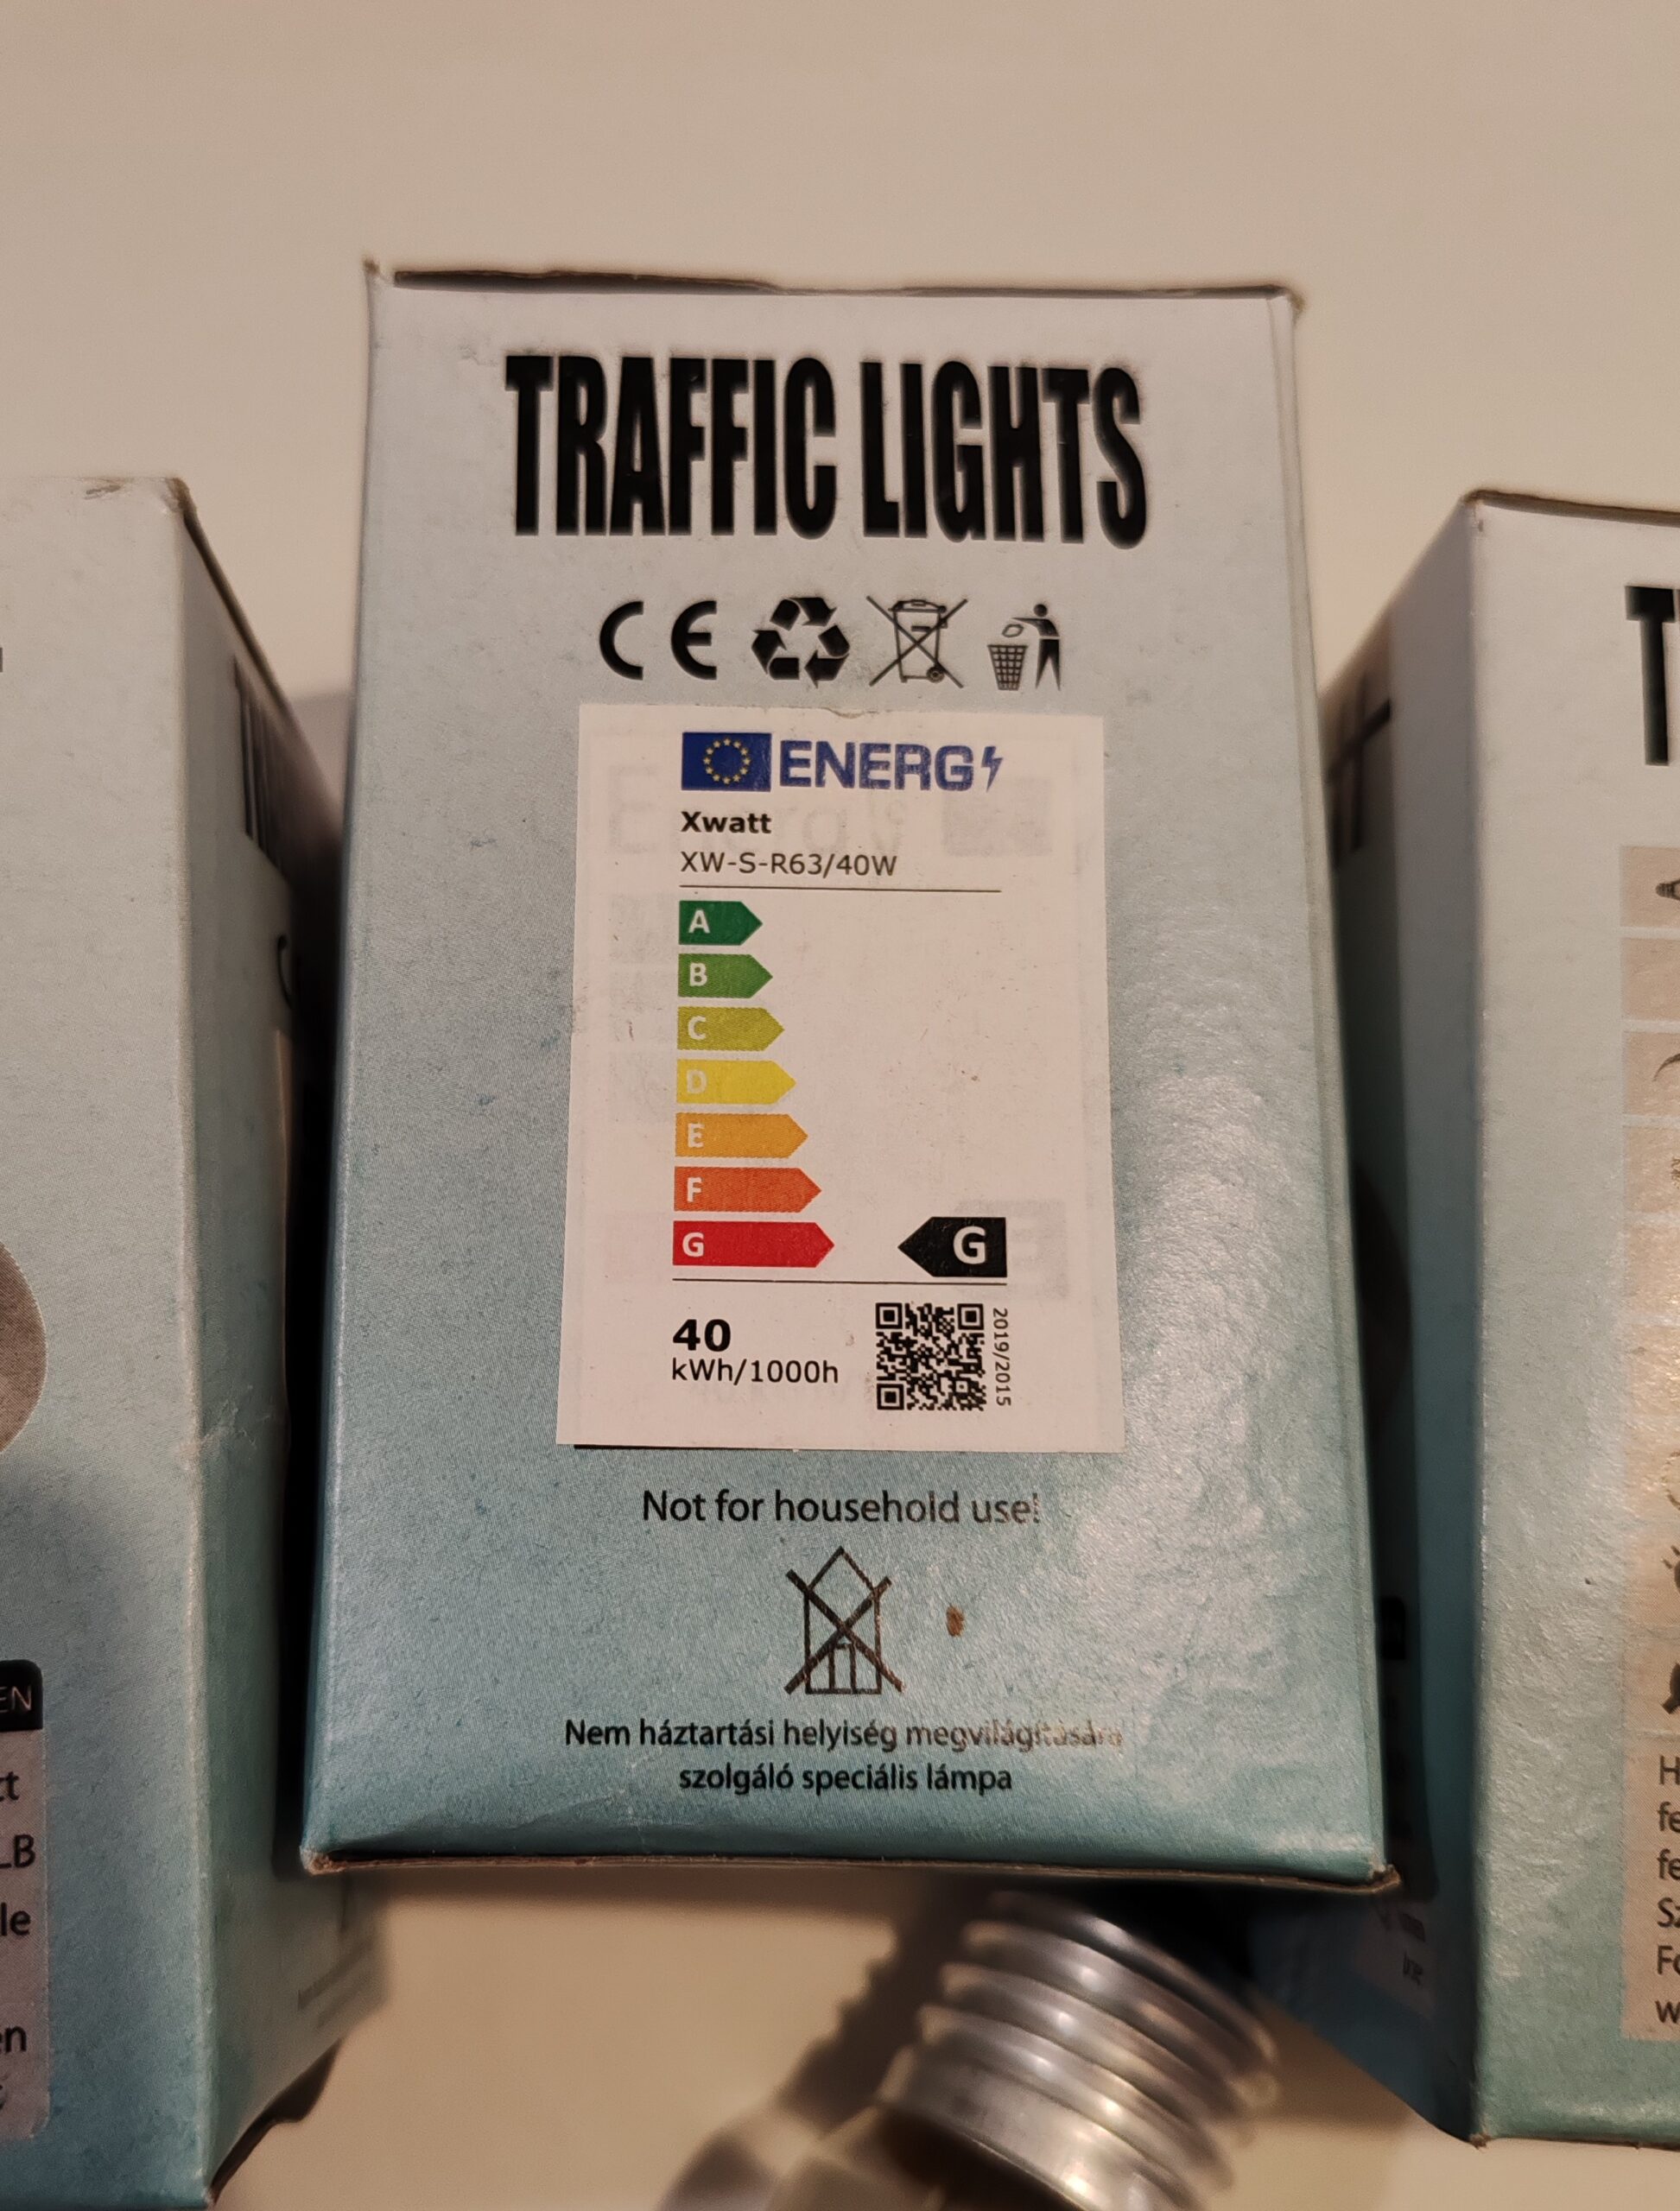 TRAFFIC LIGHTS
CE
ENERG
Xwatt
XW-S-R63/40W
A
B
C
D
E
F
G
G
40
kWh/1000h
2019/2015
Not for household use!
Nem háztartási helyiség megvilágítására
szolgáló speciális lámpa
EN